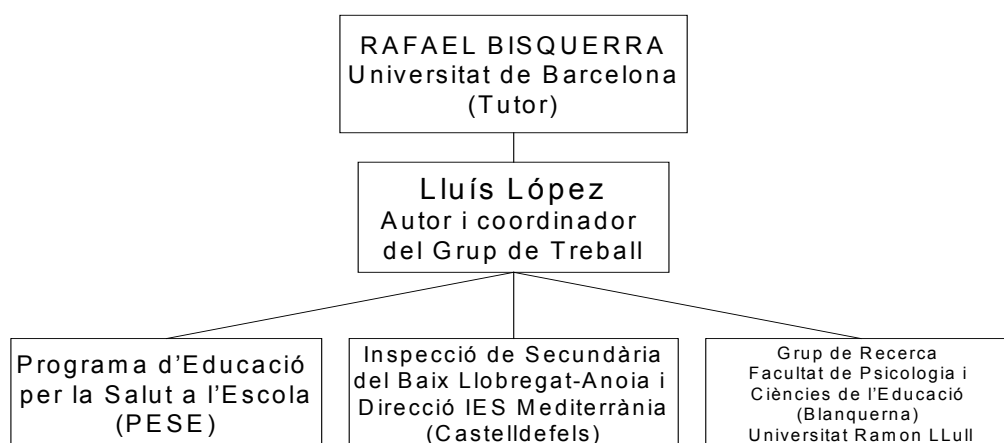 RAFAEL BISQUERRA
Universitat de Barcelona
(Tutor)
Lluís López
Autor i coordinador
del Grup de Treball
Programa d’Educació
per la Salut a l’Escola
(PESE)
Inspecció de Secundària
del Baix Llobregat-Anoia i
Direcció IES Mediterrània
(Castelldefels)
Grup de Recerca
Facultat de Psicologia i
Ciències de l’Educació
(Blanquerna)
Universitat Ramon LLull